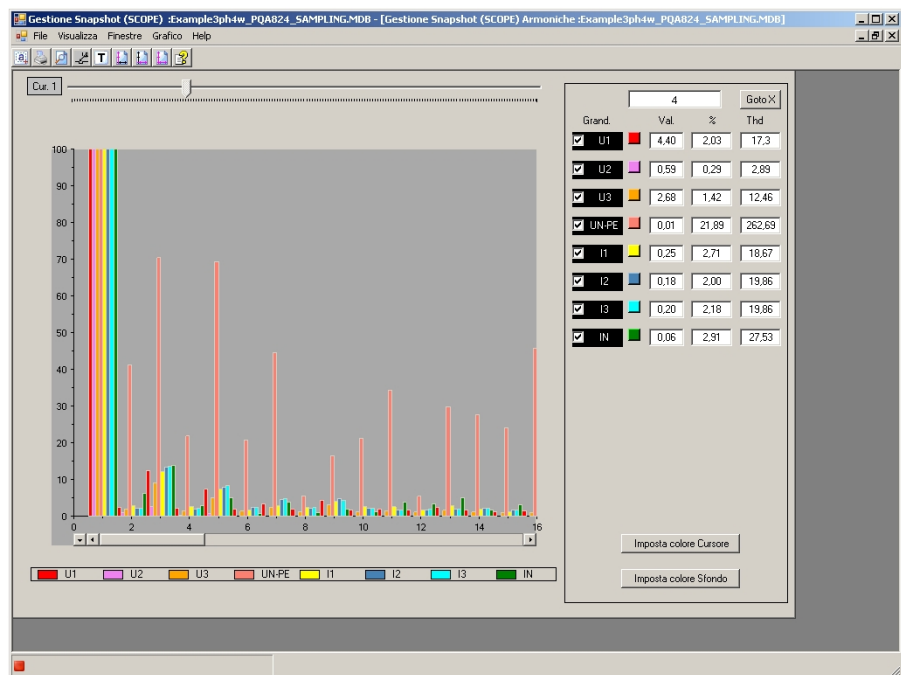 Gestione Snapshot (SCOPE) :Example3ph4w_PQA824_SAMPLING.MDB - [Gestione Snapshot (SCOPE) Armoniche :Example3ph4w_PQA824_SAMPLING.MDB]
File Visualizza Finestre Grafico Help
T
Cur. 1
4 Goto X
Grand. Val. % Thd
U1 4,40 2,03 17,3
U2 0,59 0,29 2,89
U3 2,68 1,42 12,46
UN-PE 0,01 21,89 262,69
I1 0,25 2,71 18,67
I2 0,18 2,00 19,86
I3 0,20 2,18 19,86
IN 0,06 2,91 27,53
100
90
80
70
60
50
40
30
20
10
0
0 2 4 6 8 10 12 14 16
U1 U2 U3 UN-PE I1 I2 I3 IN
Imposta colore Cursore
Imposta colore Sfondo